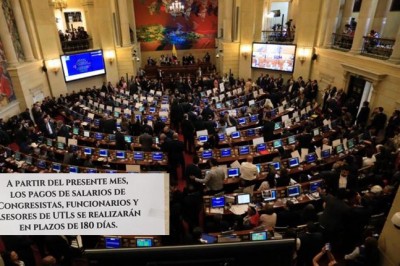 A PARTIR DEL PRESENTE MES,
LOS PAGOS DE SALARIOS DE
CONGRESISTAS, FUNCIONARIOS Y
ASESORES DE UTLS SE REALIZARÁN
EN PLAZOS DE 180 DÍAS.